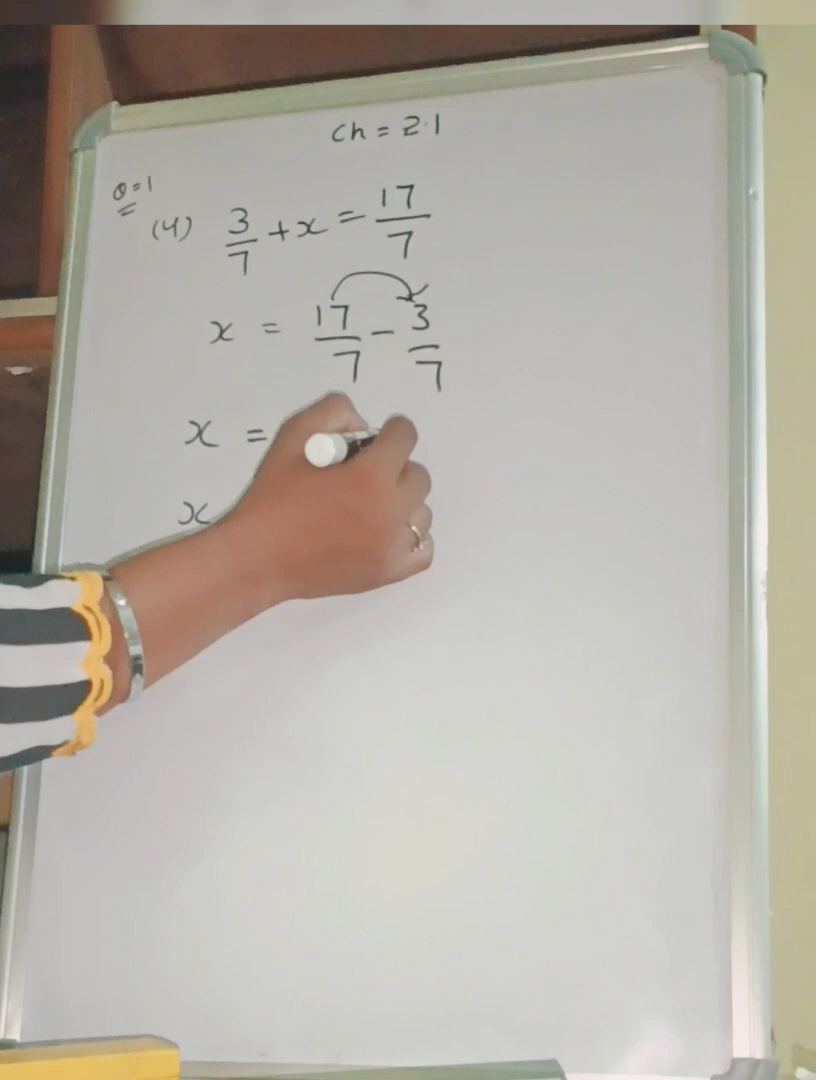 Ch = 2.1
Q=1
(4) 3/7 + x = 17/7
x = 17/7 - 3/7
x =
x